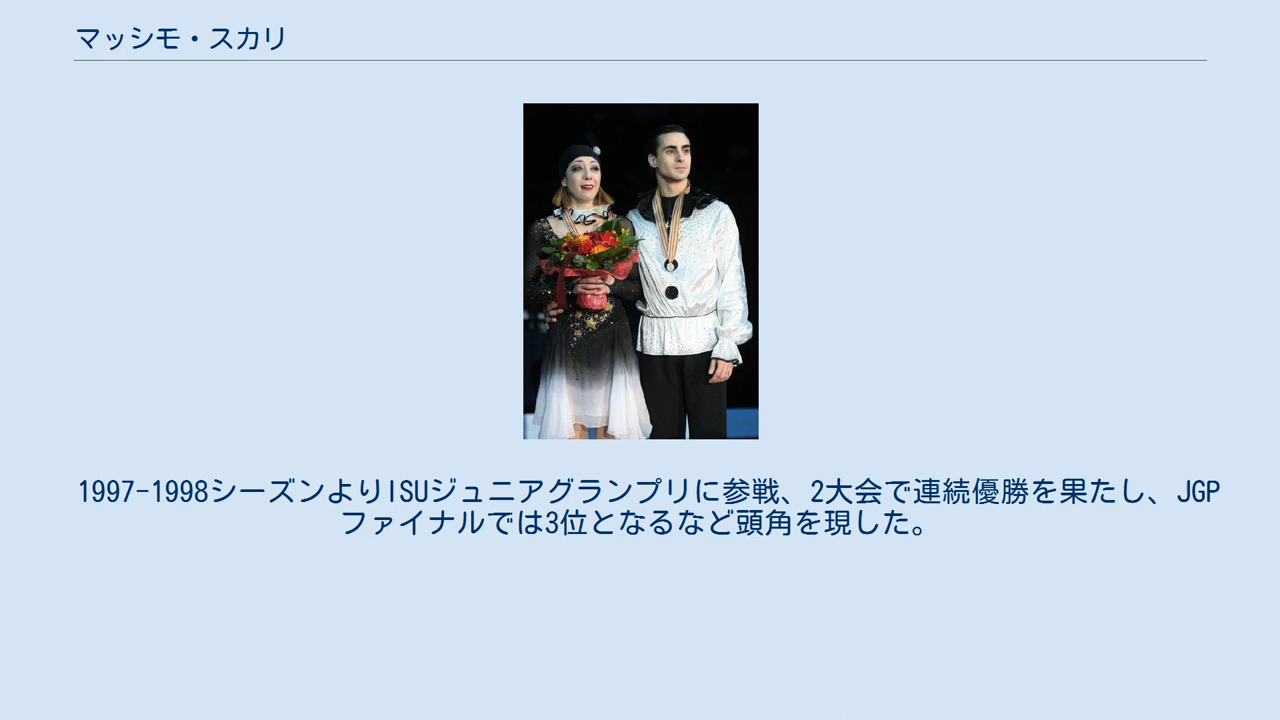 マッシモ・スカリ
1997-1998シーズンよりISUジュニアグランプリに参戦、2大会で連続優勝を果たし、JGP
ファイナルでは3位となるなど頭角を現した。